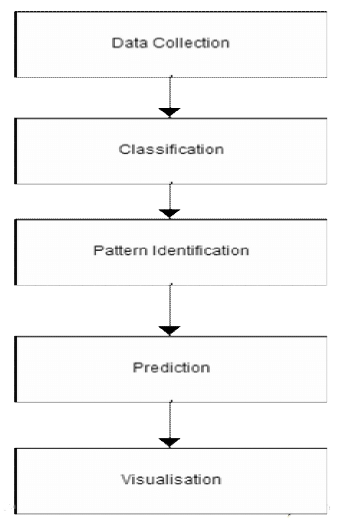 Data Collection
Classification
Pattern Identification
Prediction
Visualisation